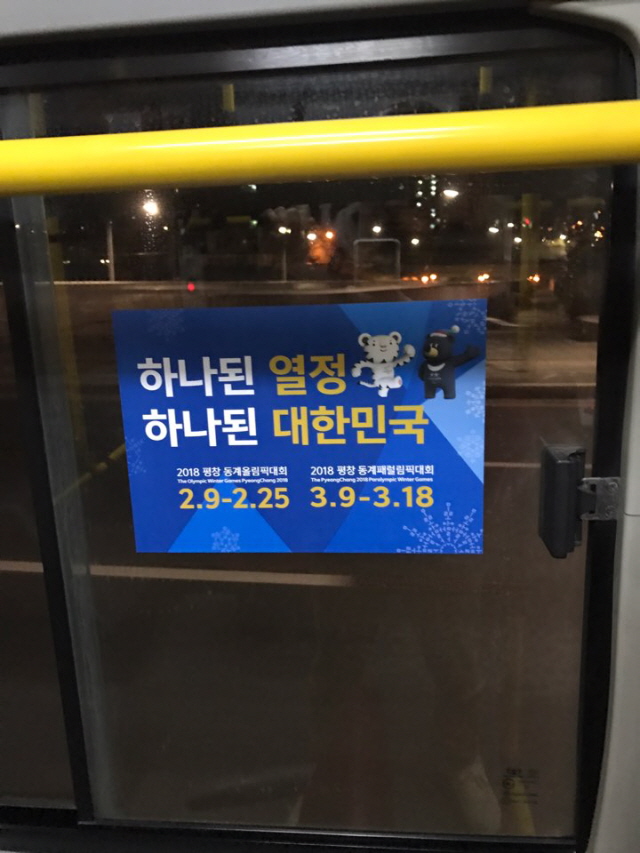 하나된 열정
하나된 대한민국
2018 평창 동계올림픽대회
The Olympic Winter Games PyeongChang 2018
2.9-2.25
2018 평창 동계패럴림픽대회
The PyeongChang 2018 Paralympic Winter Games
3.9-3.18